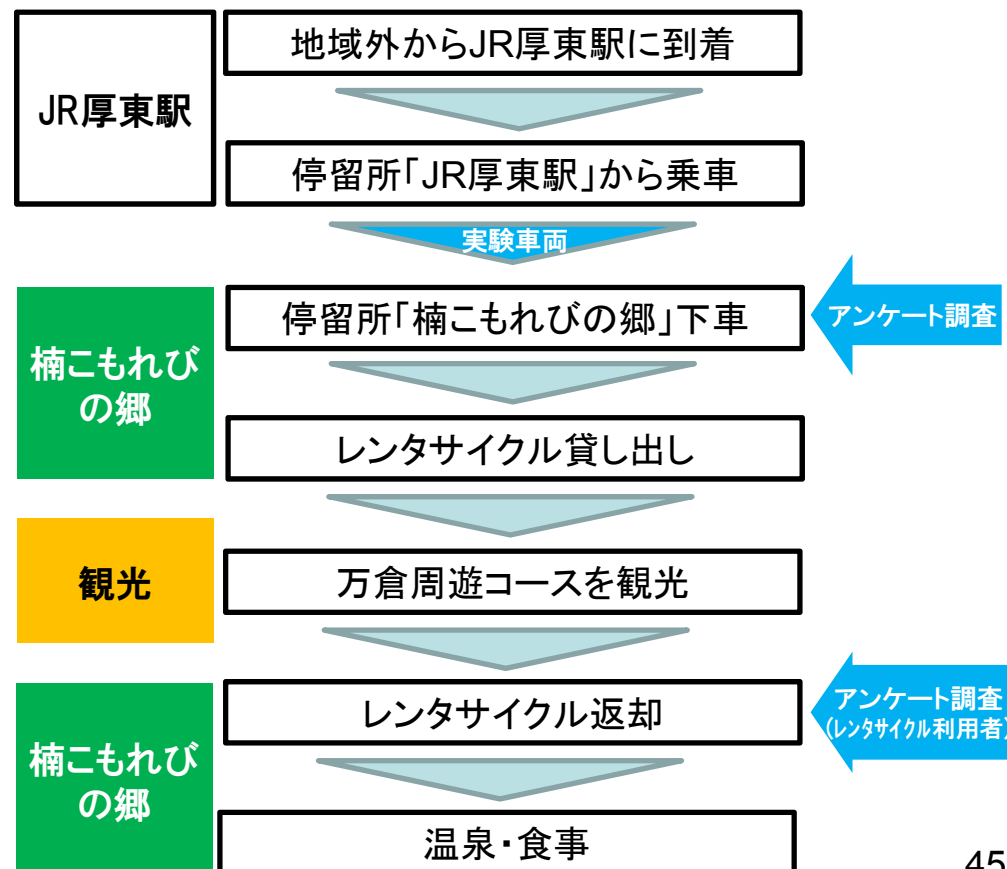 JR厚東駅
地域外からJR厚東駅に到着
停留所「JR厚東駅」から乗車
実験車両
楠こもれび
の郷
停留所「楠こもれびの郷」下車
アンケート調査
レンタサイクル貸し出し
観光
万倉周遊コースを観光
楠こもれび
の郷
レンタサイクル返却
アンケート調査
(レンタサイクル利用者)
温泉・食事
45